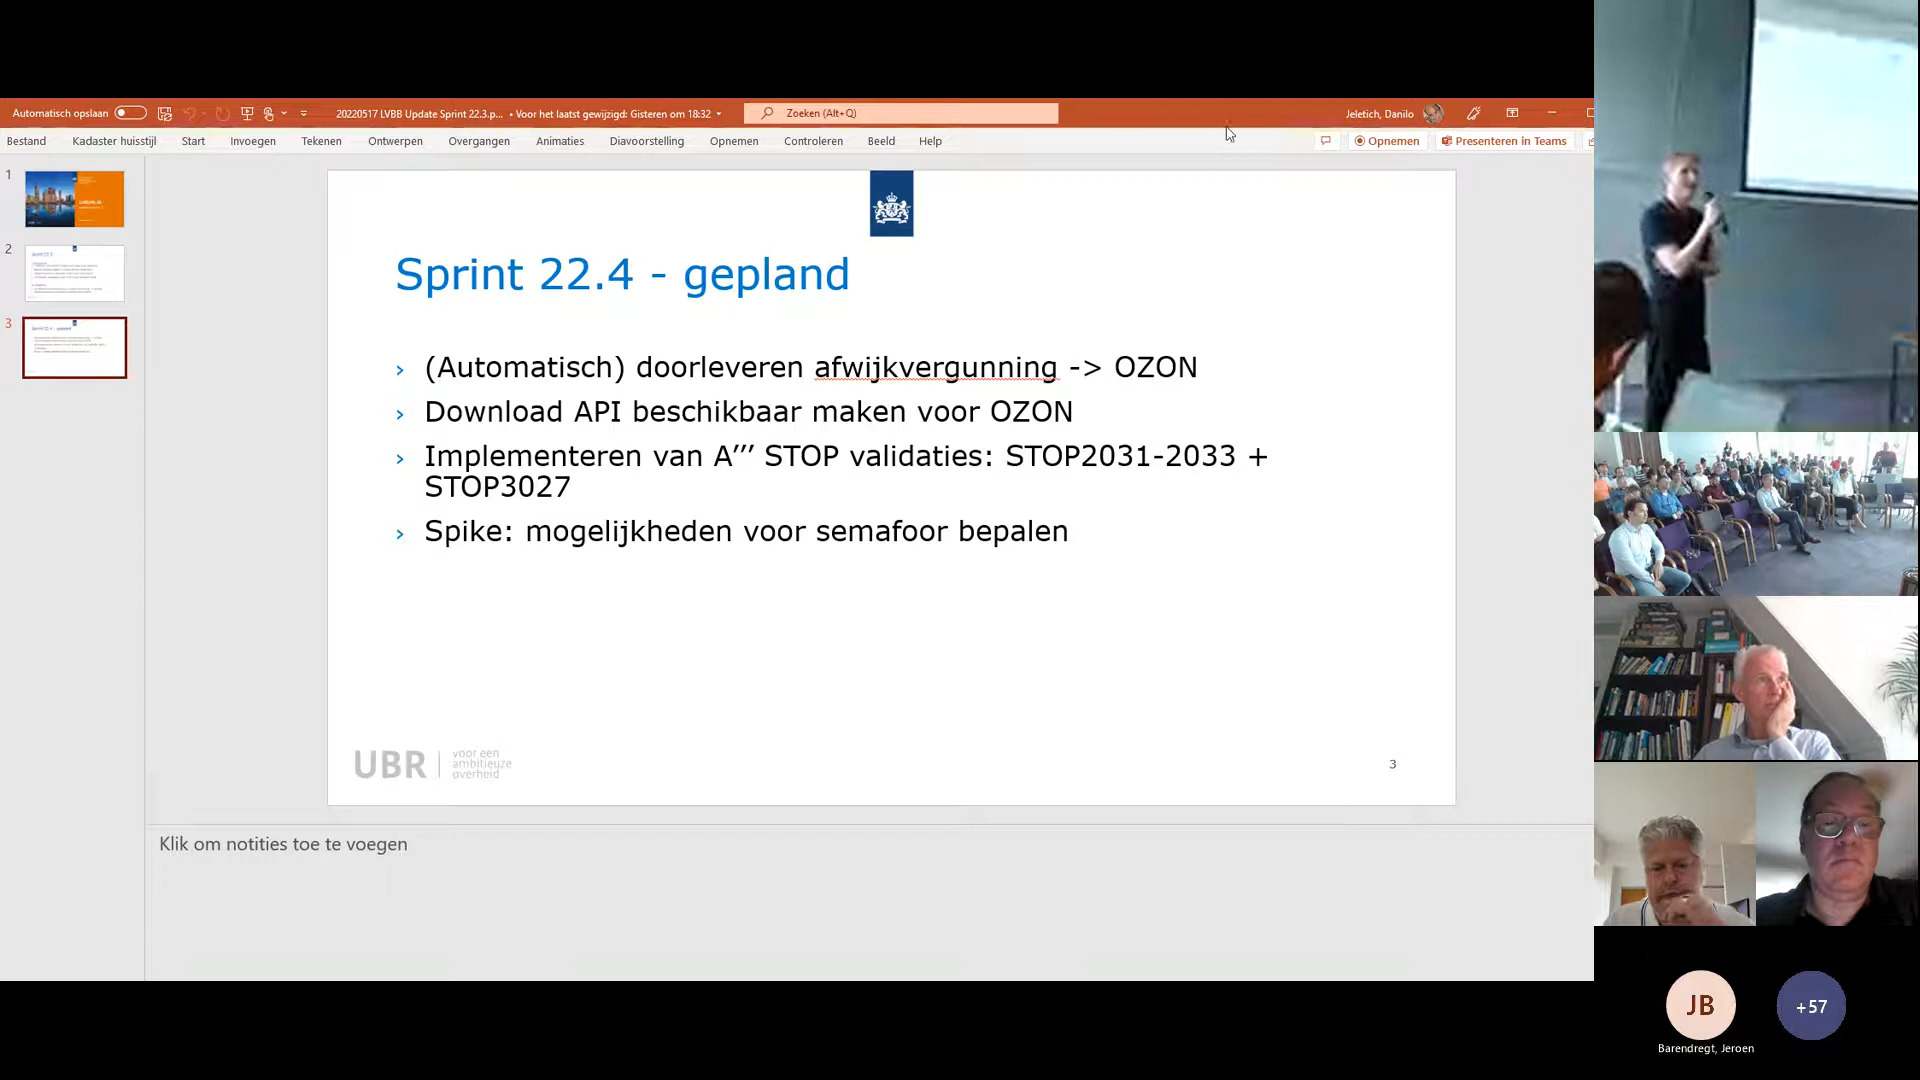 Automatisch opslaan
20220517 LVBB Update Sprint 22.3.p... • Voor het laatst gewijzigd: Gisteren om 18:32
Zoeken (Alt+Q)
Jeletich, Danilo
Bestand Kadaster huisstijl Start Invoegen Tekenen Ontwerpen Overgangen Animaties Diavoorstelling Opnemen Controleren Beeld Help
Opnemen
Presenteren in Teams
1
2
3
Sprint 22.4 - gepland
› (Automatisch) doorleveren afwijkvergunning -> OZON
› Download API beschikbaar maken voor OZON
› Implementeren van A’’’ STOP validaties: STOP2031-2033 +
STOP3027
› Spike: mogelijkheden voor semafoor bepalen
UBR
voor een
ambitieuze
overheid
3
Klik om notities toe te voegen
JB
+57
Barendregt, Jeroen